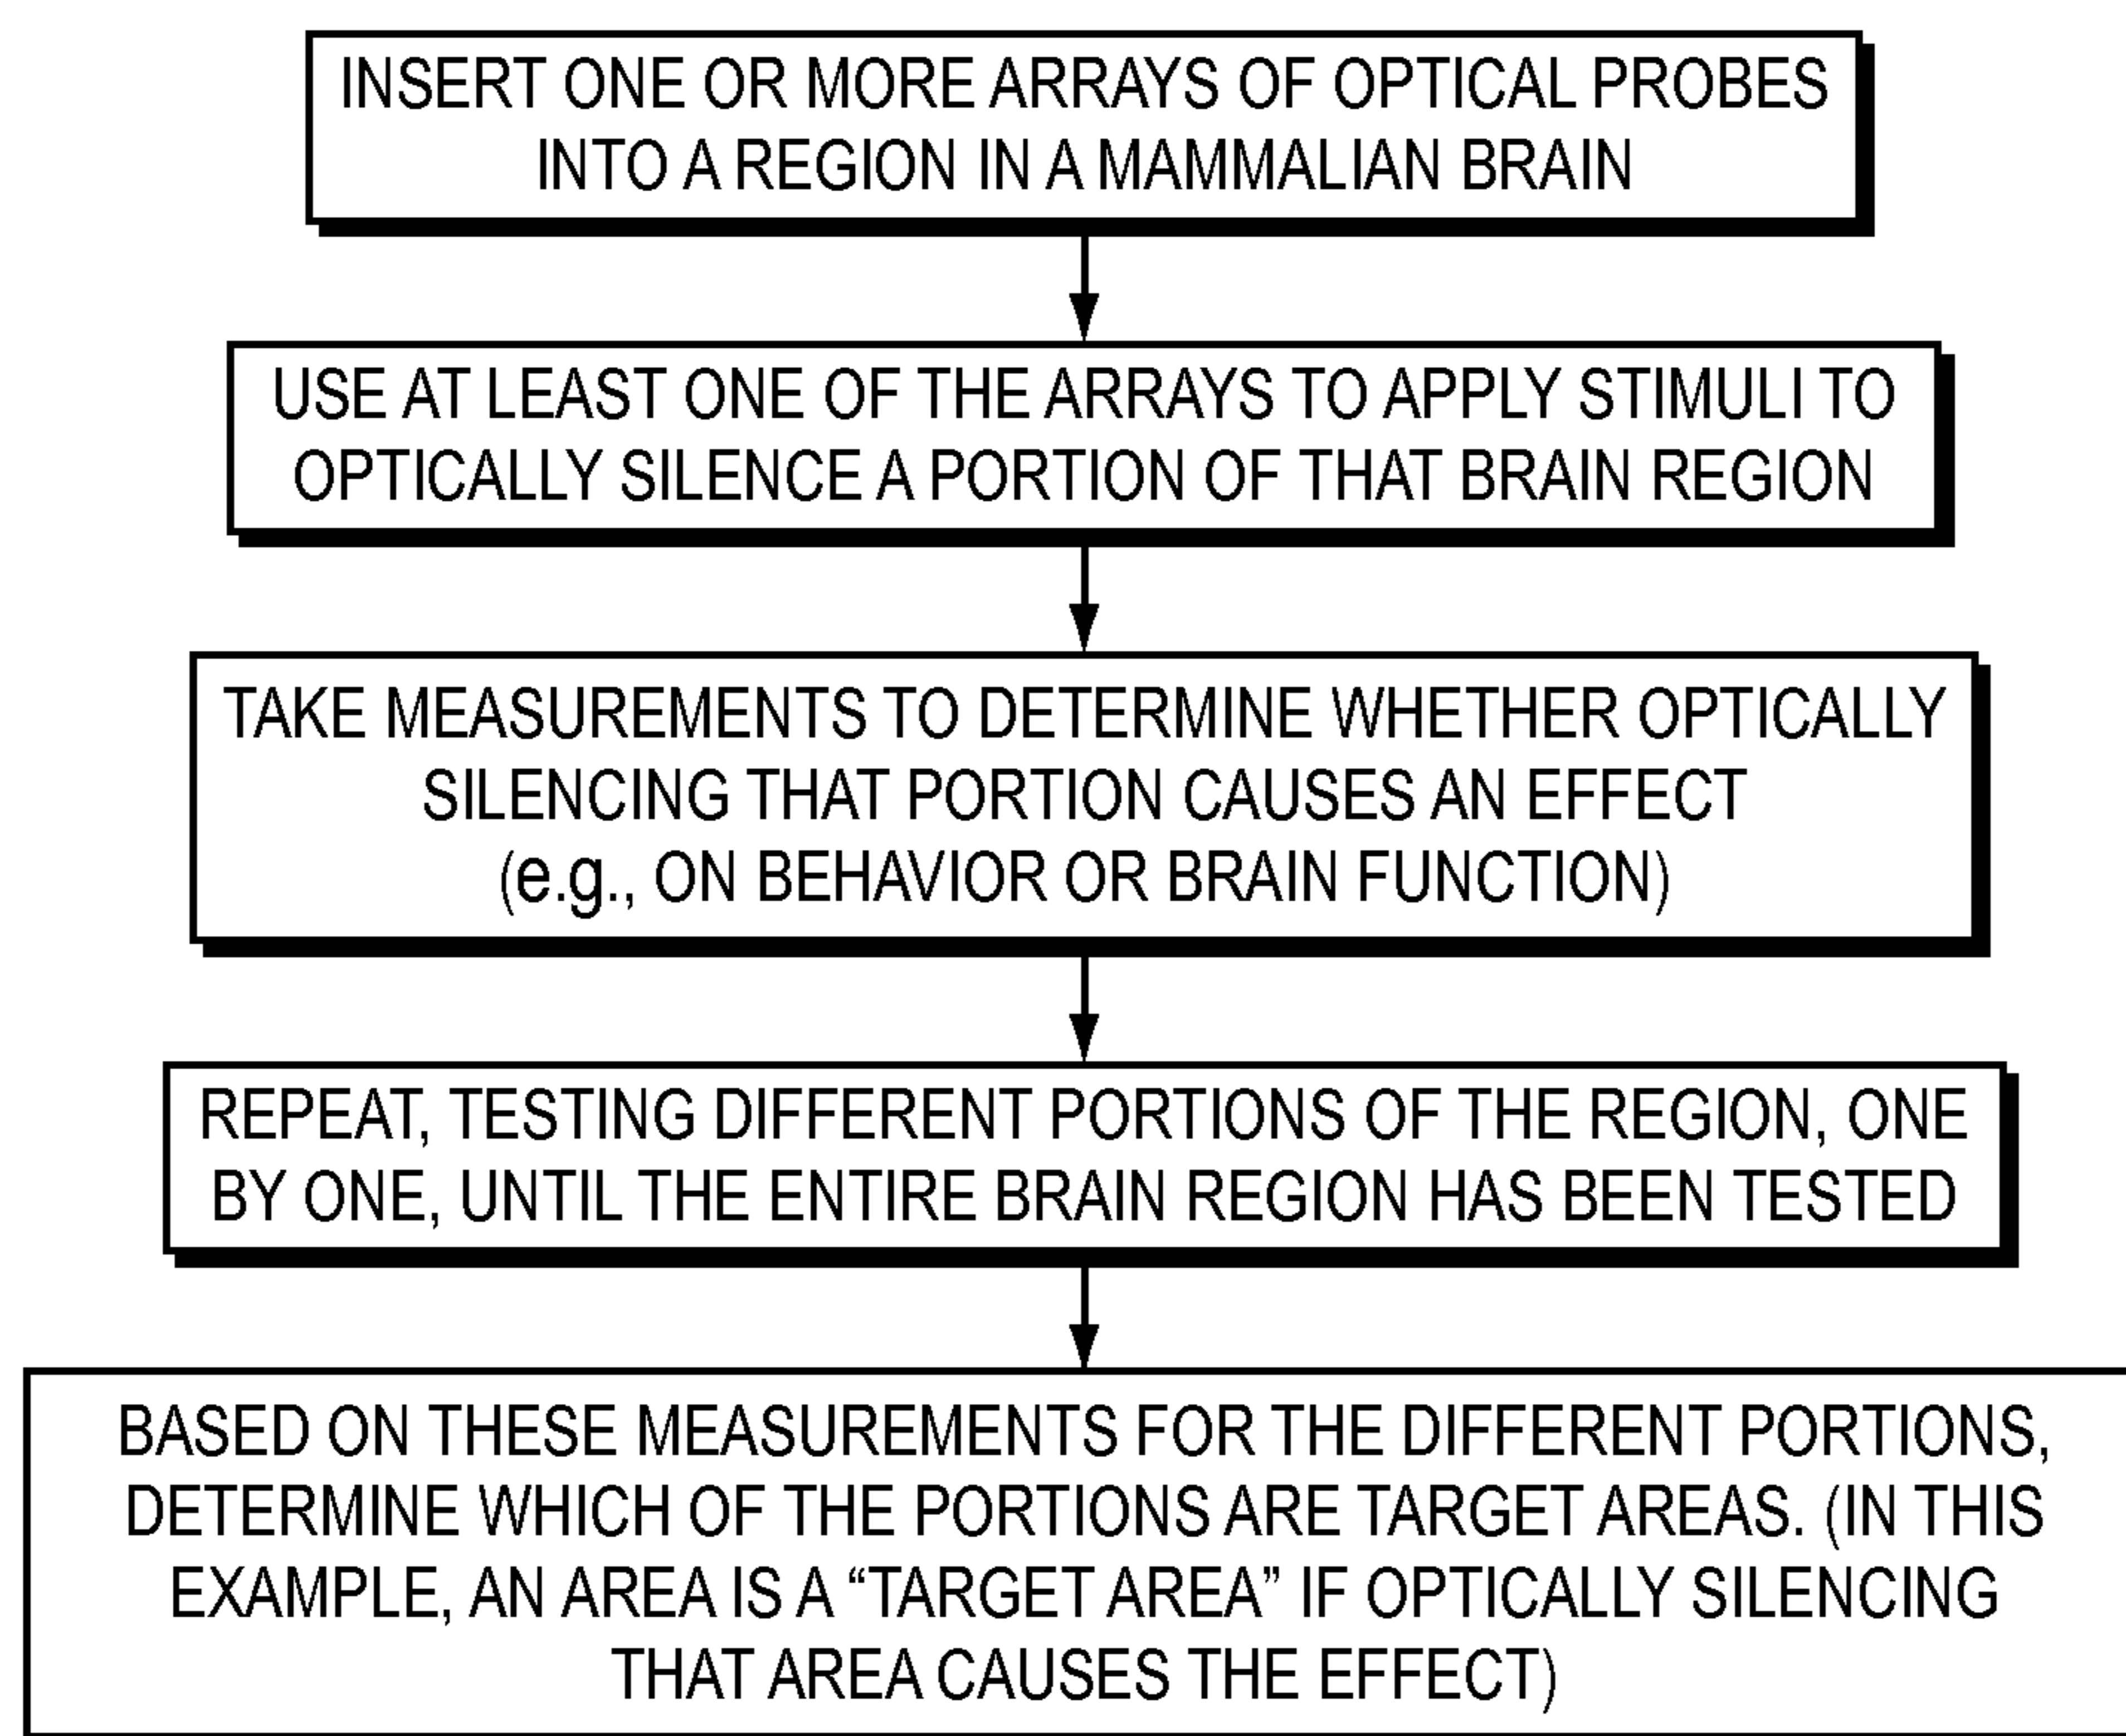 INSERT ONE OR MORE ARRAYS OF OPTICAL PROBES
INTO A REGION IN A MAMMALIAN BRAIN
USE AT LEAST ONE OF THE ARRAYS TO APPLY STIMULI TO
OPTICALLY SILENCE A PORTION OF THAT BRAIN REGION
TAKE MEASUREMENTS TO DETERMINE WHETHER OPTICALLY
SILENCING THAT PORTION CAUSES AN EFFECT
(e.g., ON BEHAVIOR OR BRAIN FUNCTION)
REPEAT, TESTING DIFFERENT PORTIONS OF THE REGION, ONE
BY ONE, UNTIL THE ENTIRE BRAIN REGION HAS BEEN TESTED
BASED ON THESE MEASUREMENTS FOR THE DIFFERENT PORTIONS,
DETERMINE WHICH OF THE PORTIONS ARE TARGET AREAS. (IN THIS
EXAMPLE, AN AREA IS A “TARGET AREA” IF OPTICALLY SILENCING
THAT AREA CAUSES THE EFFECT)